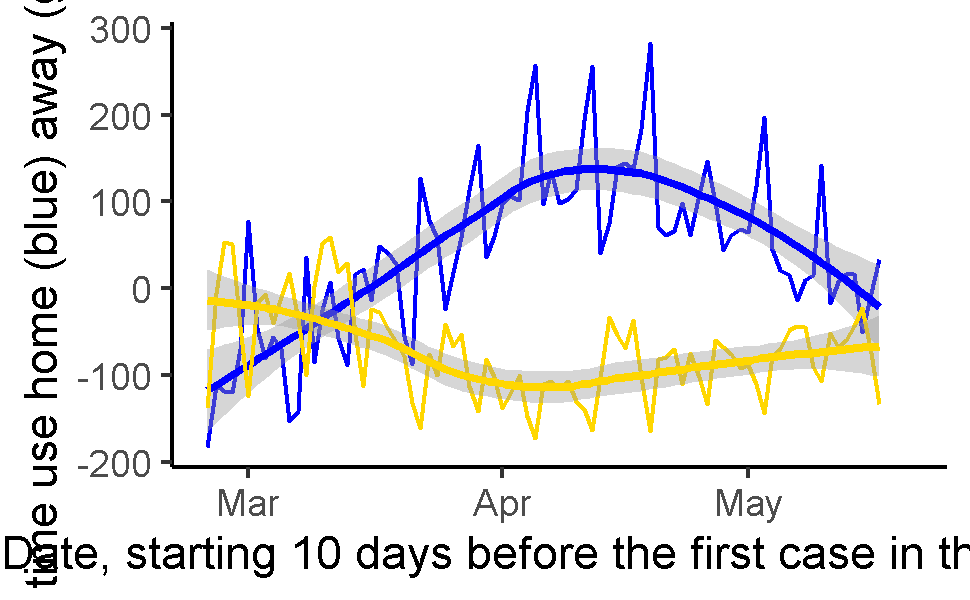 time use home (blue) away (
300
200
100
0
-100
-200
Mar Apr May
Date, starting 10 days before the first case in th